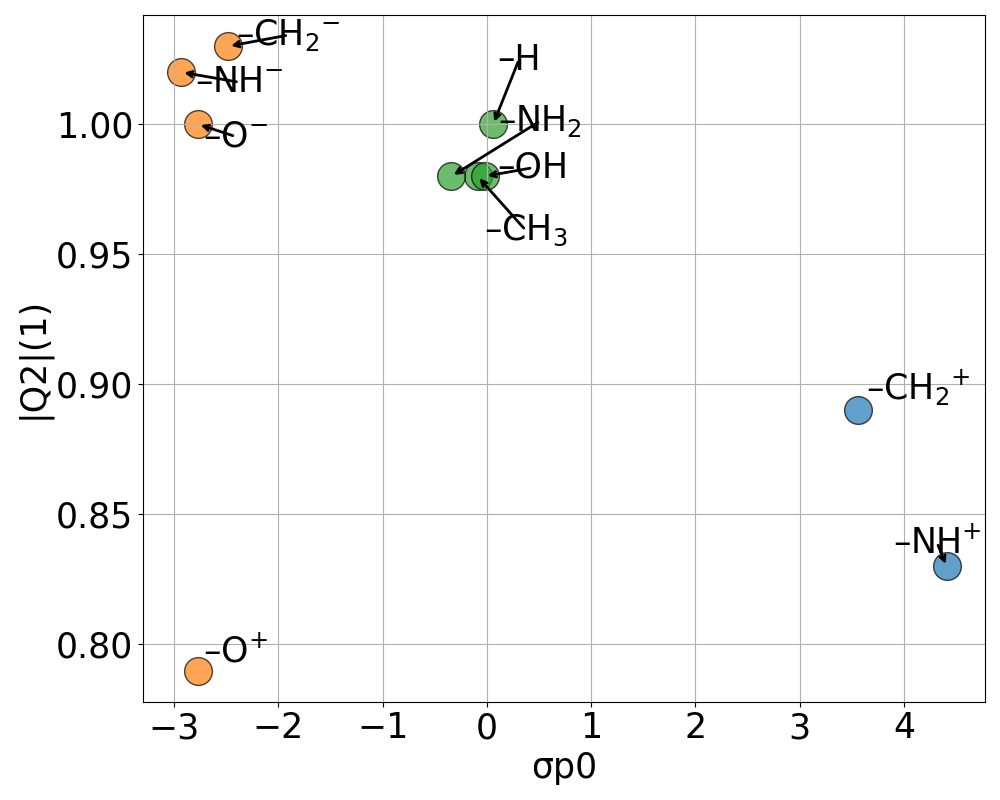 –CH₂⁻
–NH⁻
–O⁻
–H
–NH₂
–OH
–CH₃
–CH₂⁺
–NH⁺
–O⁺
1.00
0.95
0.90
0.85
0.80
|Q2|(1)
−3 −2 −1 0 1 2 3 4
σp0